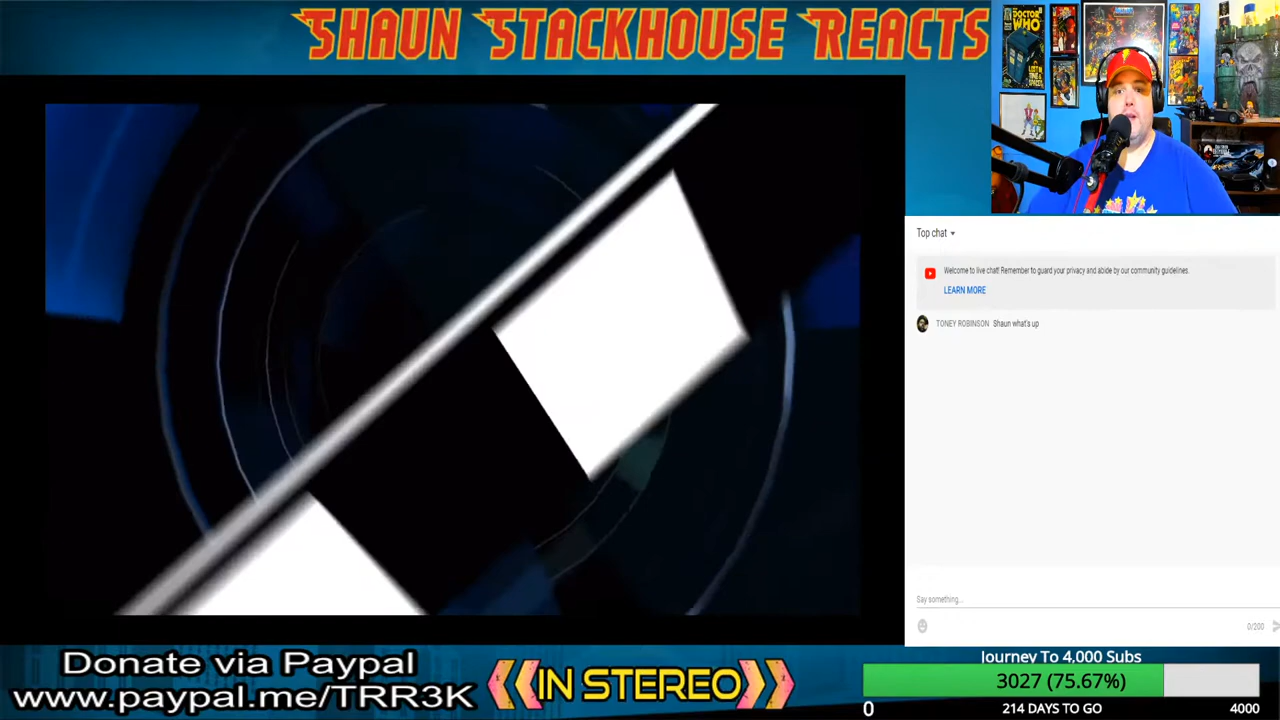 SHAUN STACKHOUSE REACTS
DOCTOR WHO
Top chat
Welcome to live chat! Remember to guard your privacy and abide by our community guidelines.
LEARN MORE
TONEY ROBINSON Shaun what's up
Say something...
0/200
Donate via Paypal
www.paypal.me/TRR3K
IN STEREO
Journey To 4,000 Subs
3027 (75.67%)
0 214 DAYS TO GO 4000